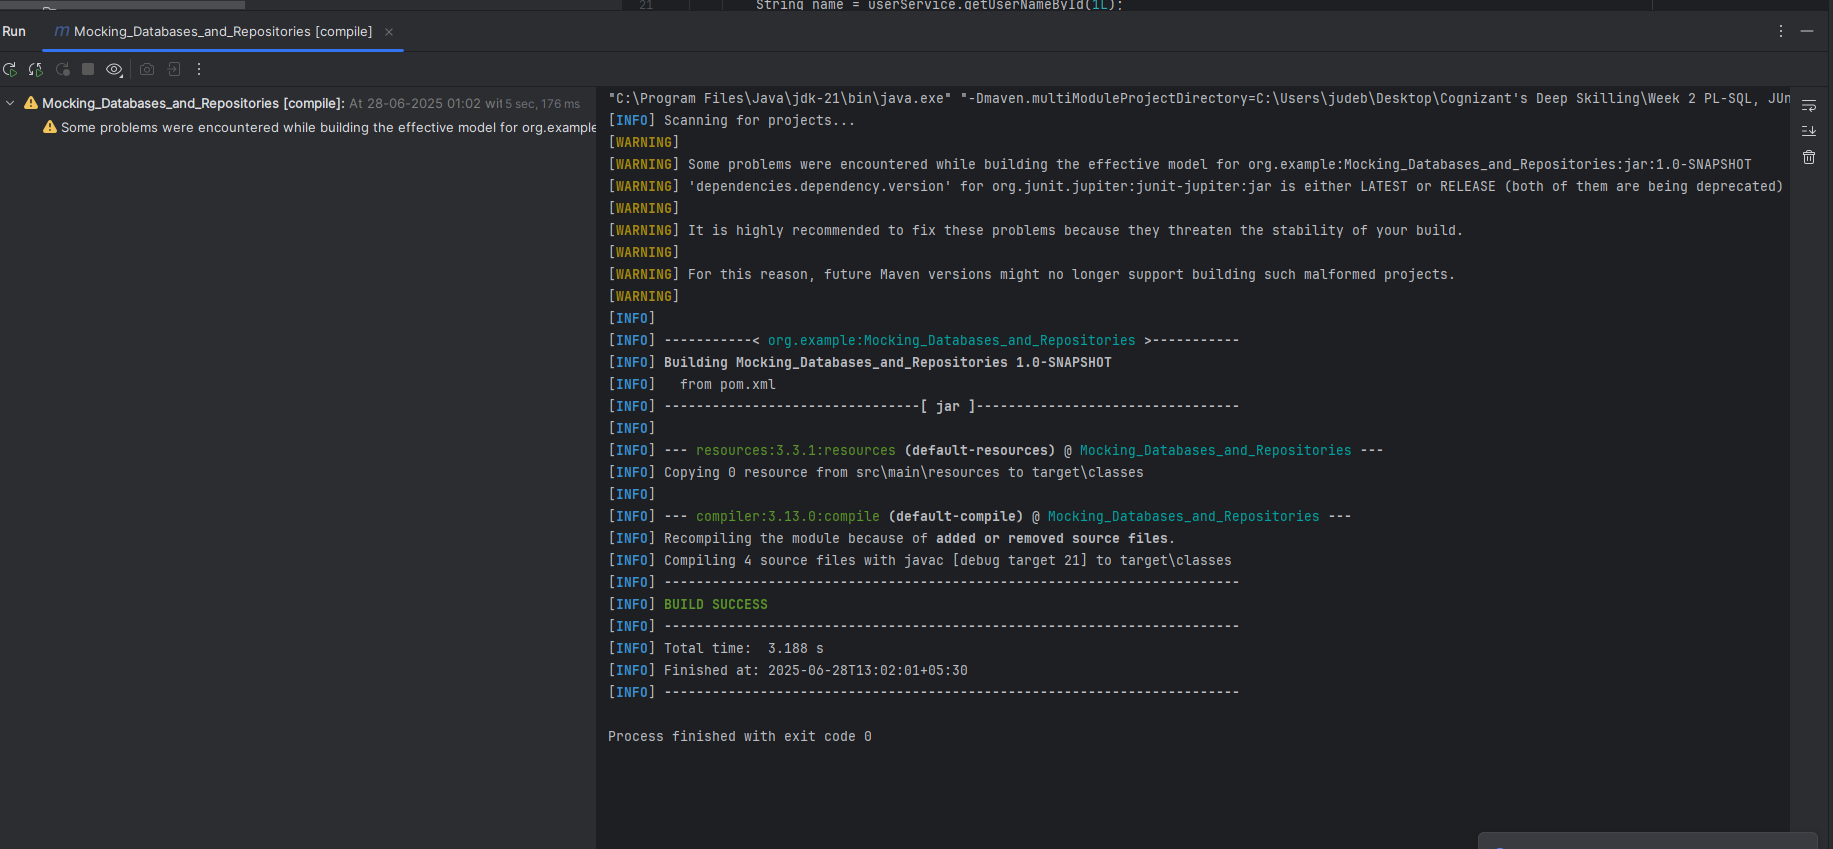 21 String name = userService.getUserNameById(1L);
Run Mocking_Databases_and_Repositories [compile]
Mocking_Databases_and_Repositories [compile]: At 28-06-2025 01:02 wit 5 sec, 176 ms
Some problems were encountered while building the effective model for org.example
"C:\Program Files\Java\jdk-21\bin\java.exe" "-Dmaven.multiModuleProjectDirectory=C:\Users\judeb\Desktop\Cognizant's Deep Skilling\Week 2 PL-SQL, JUn
[INFO] Scanning for projects...
[WARNING]
[WARNING] Some problems were encountered while building the effective model for org.example:Mocking_Databases_and_Repositories:jar:1.0-SNAPSHOT
[WARNING] 'dependencies.dependency.version' for org.junit.jupiter:junit-jupiter:jar is either LATEST or RELEASE (both of them are being deprecated)
[WARNING]
[WARNING] It is highly recommended to fix these problems because they threaten the stability of your build.
[WARNING]
[WARNING] For this reason, future Maven versions might no longer support building such malformed projects.
[WARNING]
[INFO]
[INFO] -----------< org.example:Mocking_Databases_and_Repositories >-----------
[INFO] Building Mocking_Databases_and_Repositories 1.0-SNAPSHOT
[INFO]   from pom.xml
[INFO] --------------------------------[ jar ]---------------------------------
[INFO]
[INFO] --- resources:3.3.1:resources (default-resources) @ Mocking_Databases_and_Repositories ---
[INFO] Copying 0 resource from src\main\resources to target\classes
[INFO]
[INFO] --- compiler:3.13.0:compile (default-compile) @ Mocking_Databases_and_Repositories ---
[INFO] Recompiling the module because of added or removed source files.
[INFO] Compiling 4 source files with javac [debug target 21] to target\classes
[INFO] ------------------------------------------------------------------------
[INFO] BUILD SUCCESS
[INFO] ------------------------------------------------------------------------
[INFO] Total time:  3.188 s
[INFO] Finished at: 2025-06-28T13:02:01+05:30
[INFO] ------------------------------------------------------------------------
Process finished with exit code 0